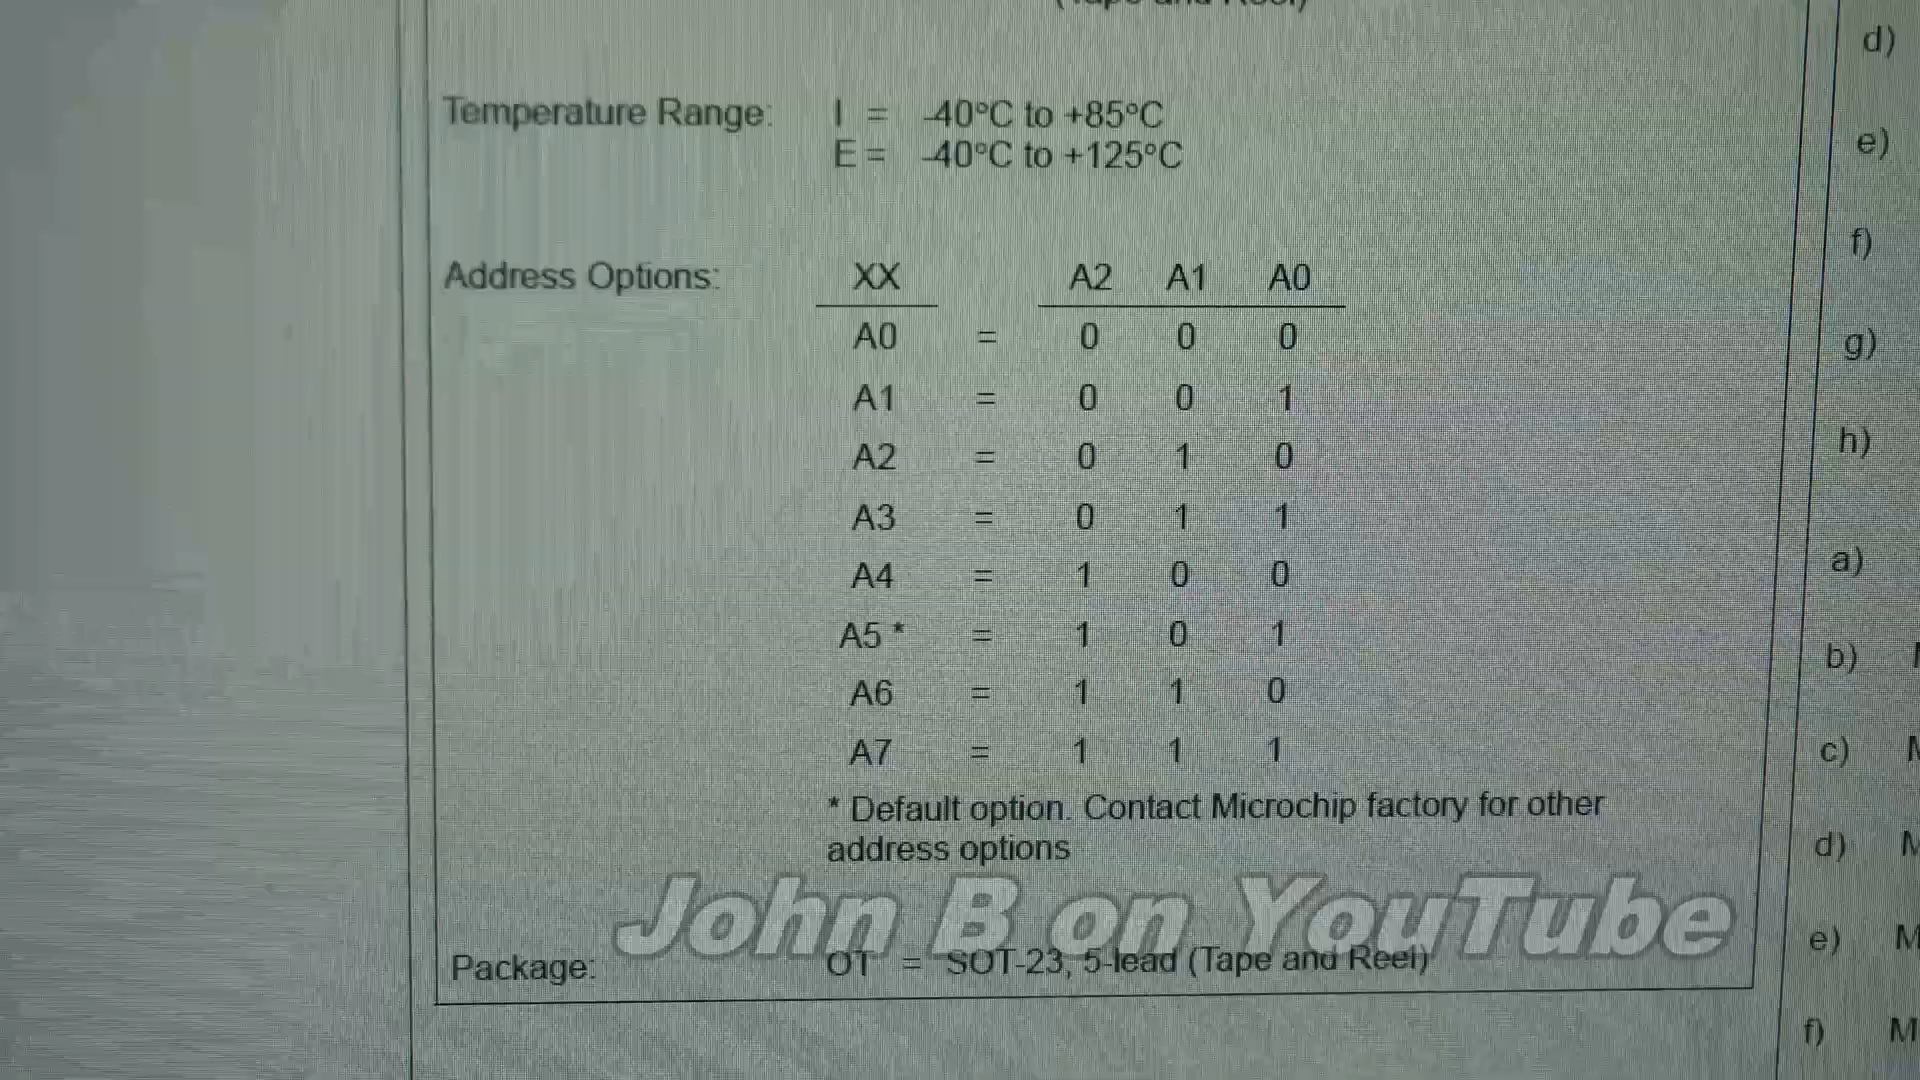 (Tape and Reel)
Temperature Range: I = -40°C to +85°C
E = -40°C to +125°C
Address Options: XX A2 A1 A0
A0 = 0 0 0
A1 = 0 0 1
A2 = 0 1 0
A3 = 0 1 1
A4 = 1 0 0
A5 * = 1 0 1
A6 = 1 1 0
A7 = 1 1 1
* Default option. Contact Microchip factory for other
address options
John B on YouTube
Package: OT = SOT-23, 5-lead (Tape and Reel)
d)
e)
f)
g)
h)
a)
b)
c)
d) M
e) M
f) M